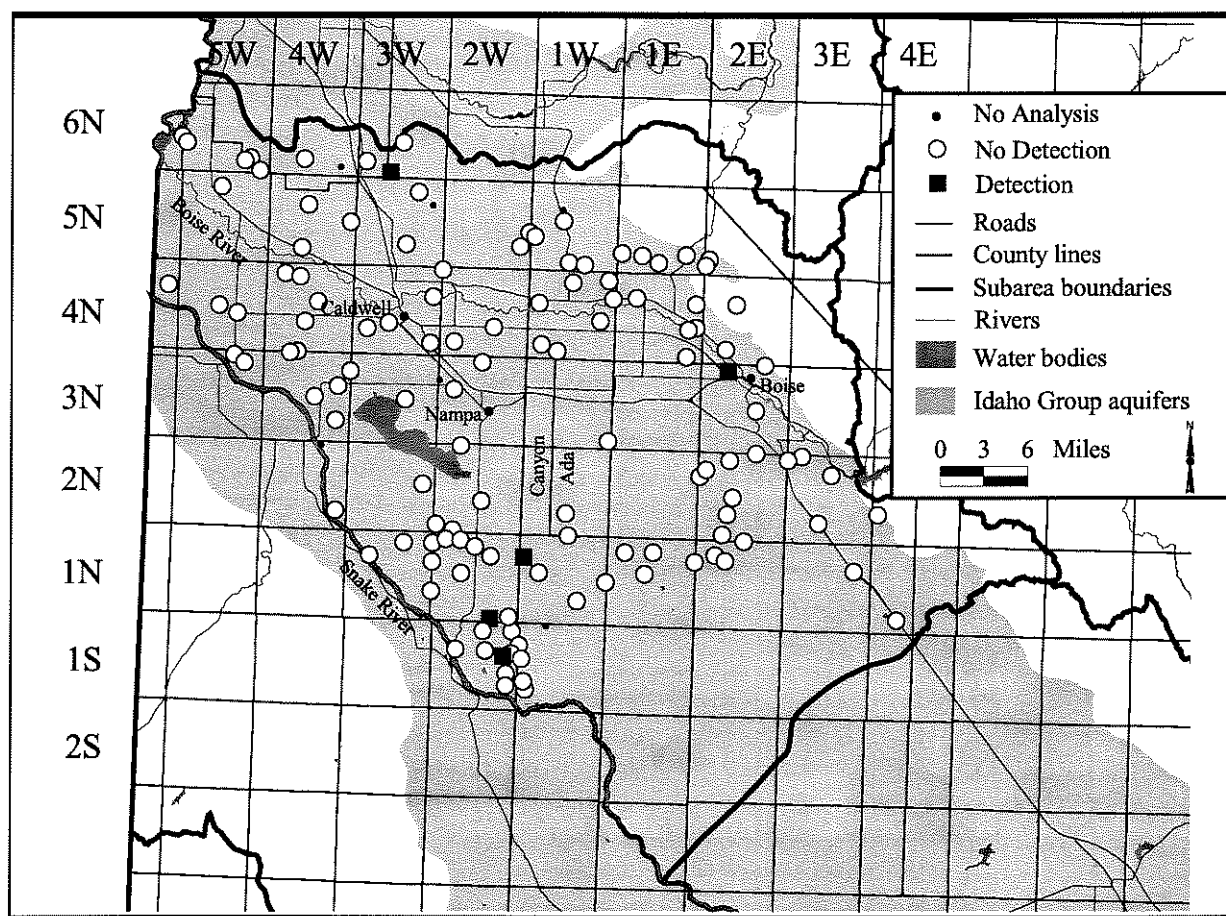 5W 4W 3W 2W 1W 1E 2E 3E 4E
6N
5N
4N
3N
2N
1N
1S
2S
Boise River
Caldwell
Nampa
Boise
Canyon
Ada
Snake River
No Analysis
No Detection
Detection
Roads
County lines
Subarea boundaries
Rivers
Water bodies
Idaho Group aquifers
0 3 6 Miles
N